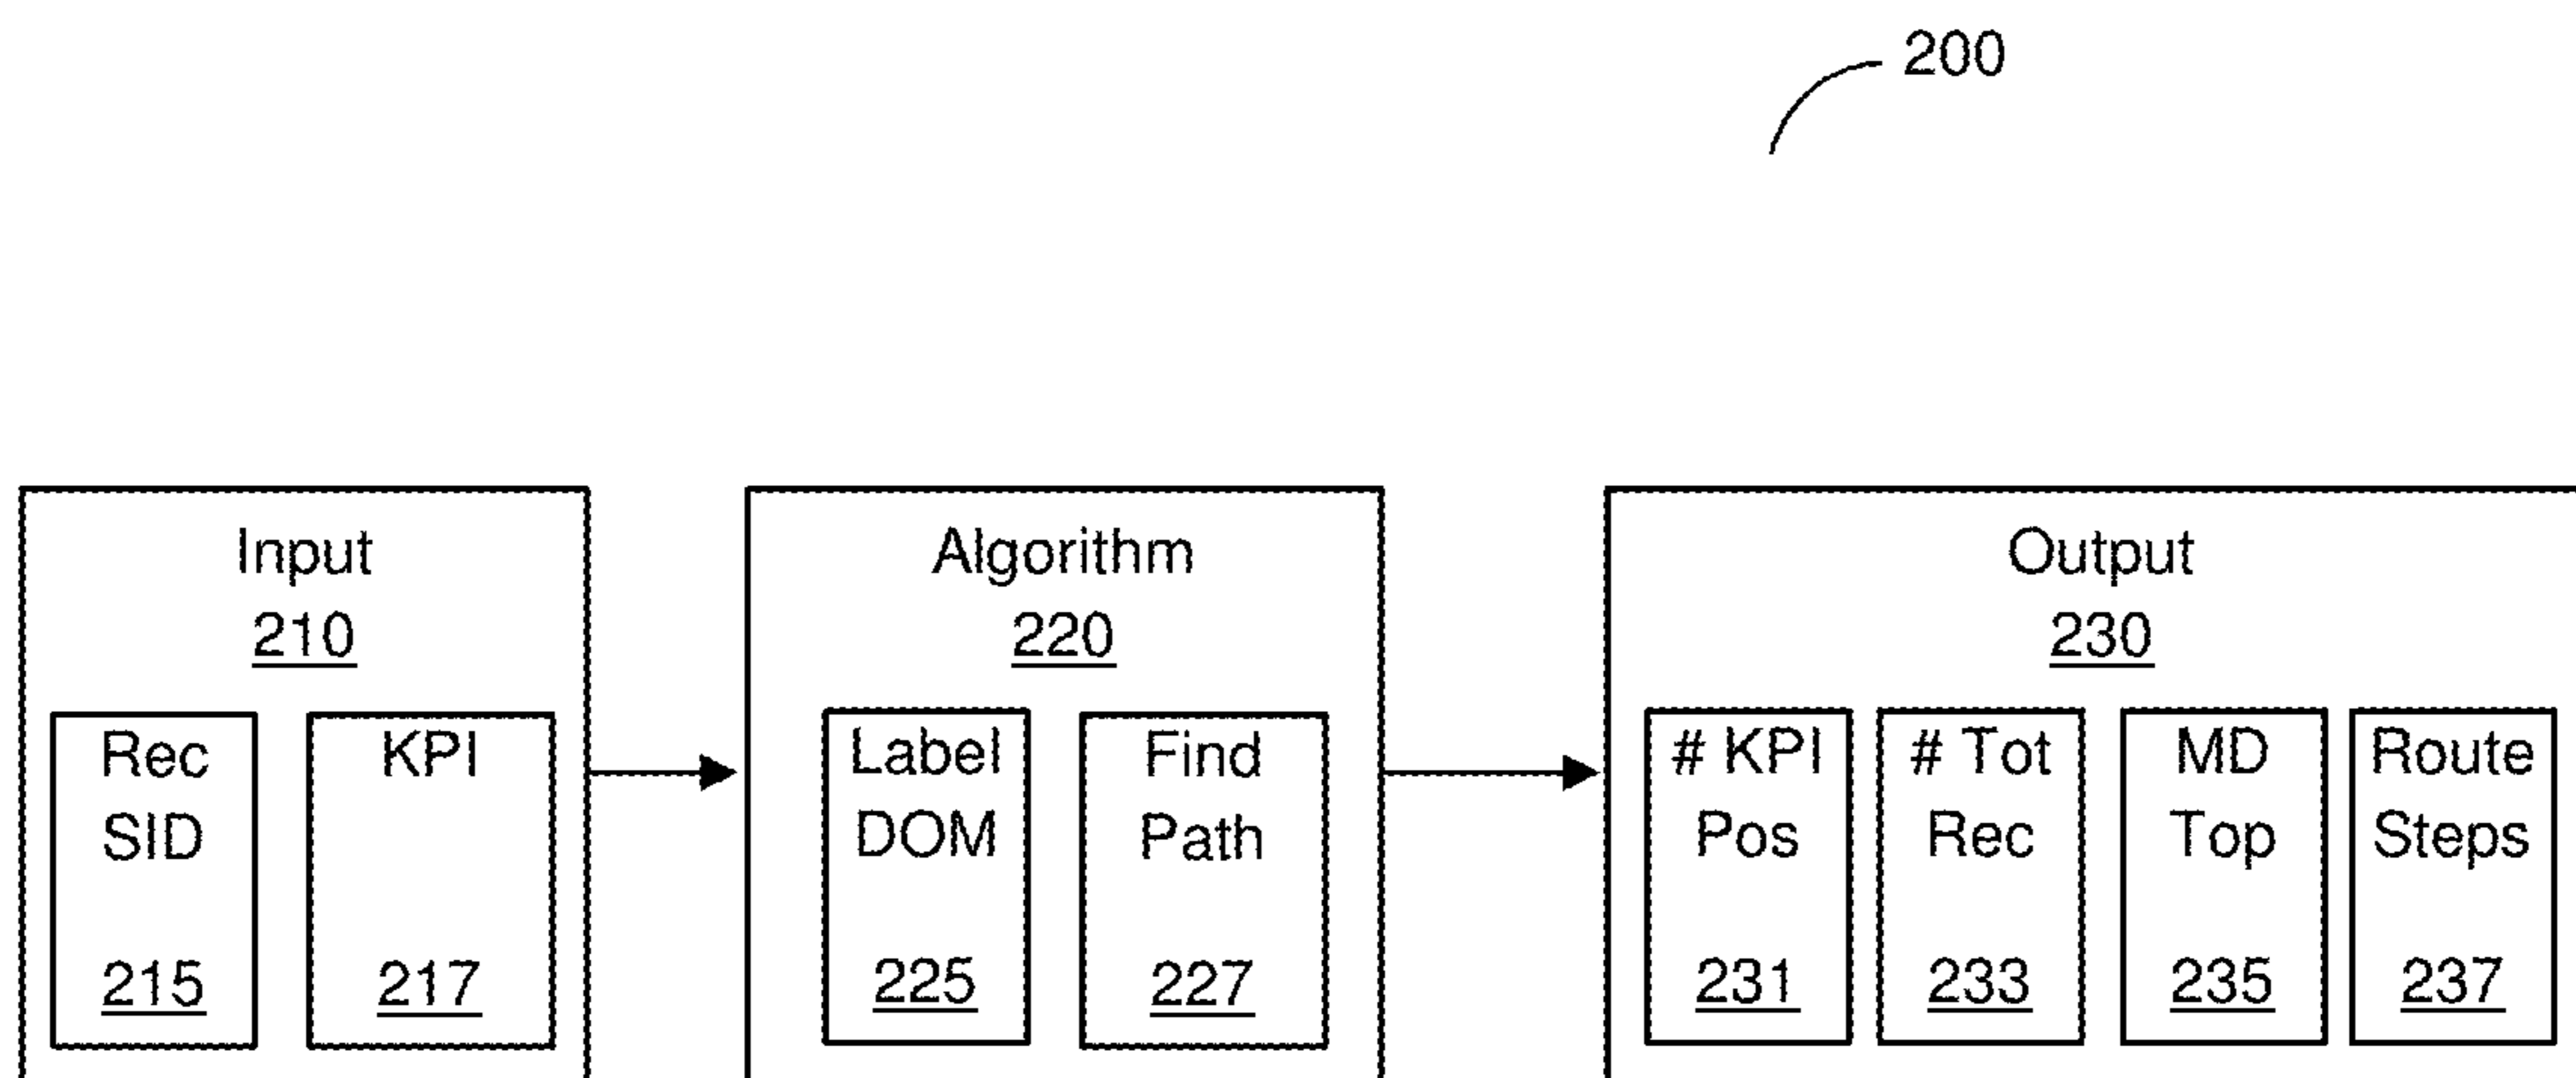 200
Input
210
Rec
SID
215
KPI
217
Algorithm
220
Label
DOM
225
Find
Path
227
Output
230
# KPI
Pos
231
# Tot
Rec
233
MD
Top
235
Route
Steps
237